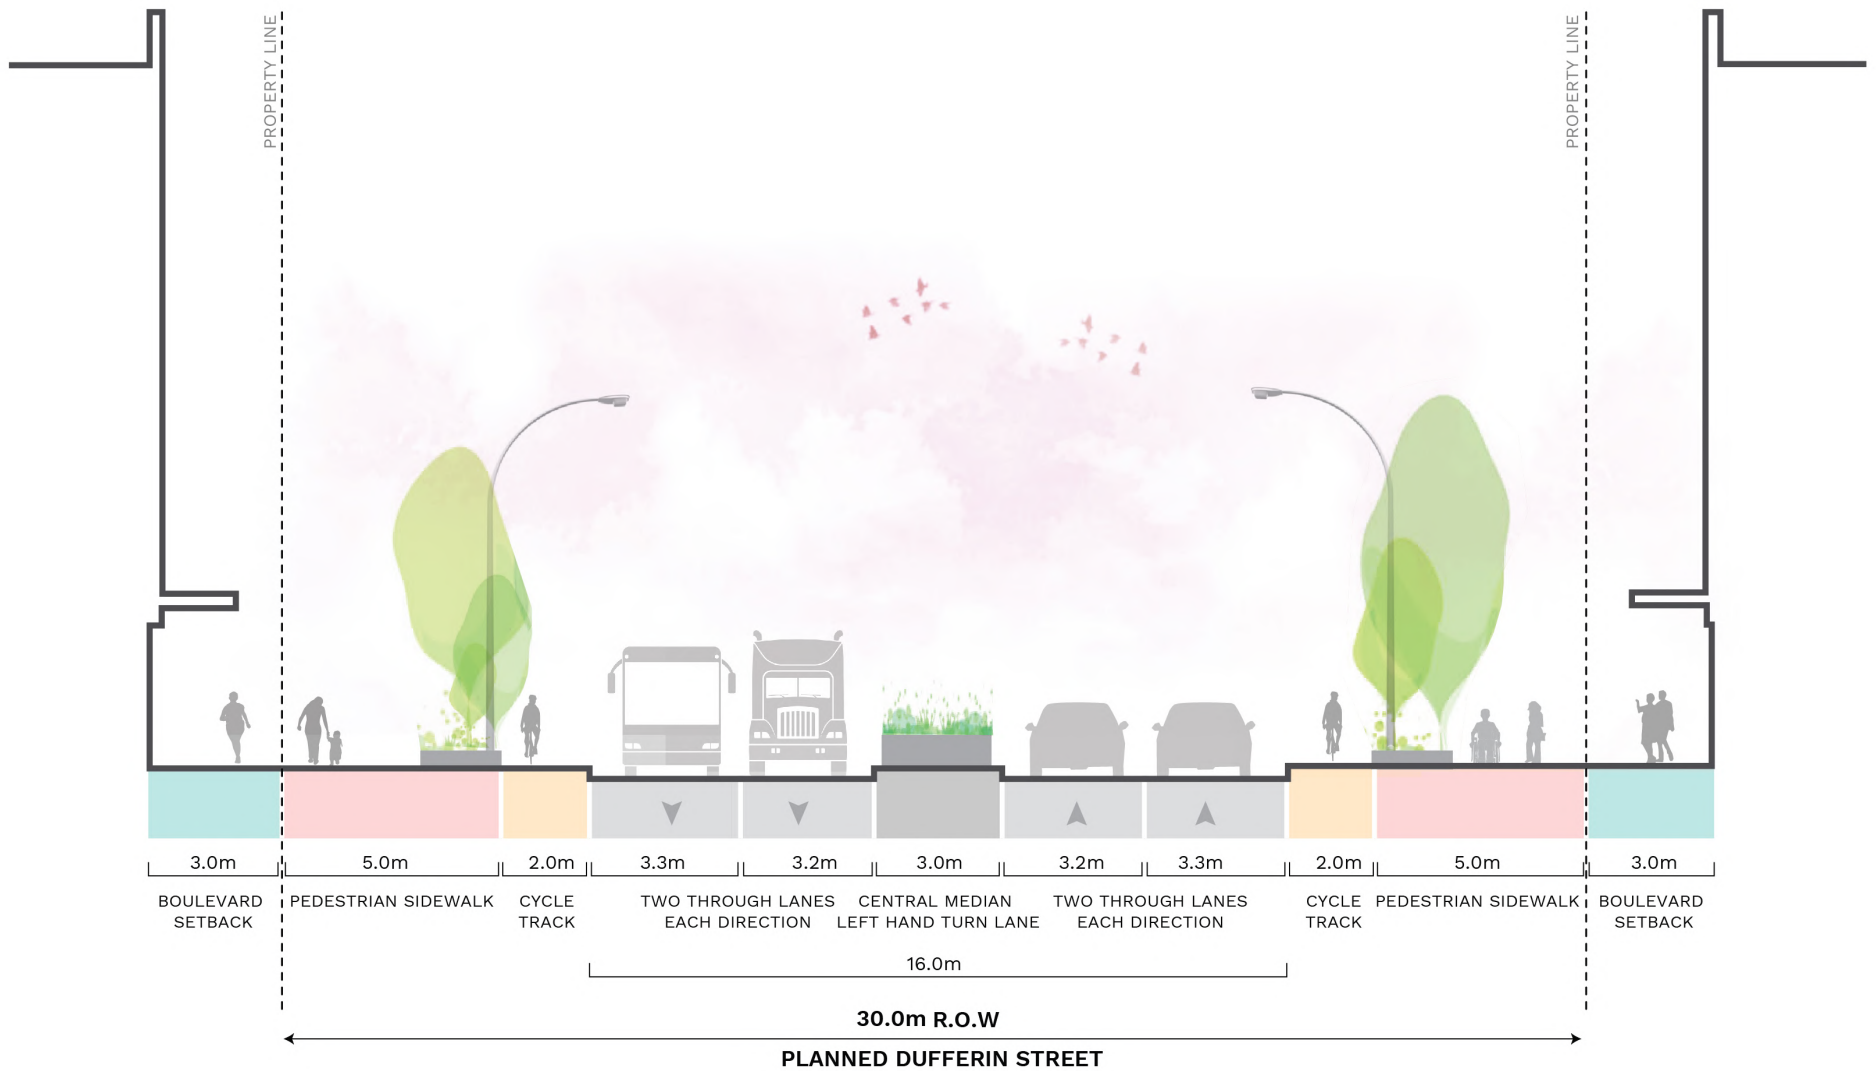 PROPERTY LINE
PROPERTY LINE
3.0m
5.0m
2.0m
3.3m
3.2m
3.0m
3.2m
3.3m
2.0m
5.0m
3.0m
BOULEVARD
SETBACK
PEDESTRIAN SIDEWALK
CYCLE
TRACK
TWO THROUGH LANES
EACH DIRECTION
CENTRAL MEDIAN
LEFT HAND TURN LANE
TWO THROUGH LANES
EACH DIRECTION
CYCLE
TRACK
PEDESTRIAN SIDEWALK
BOULEVARD
SETBACK
16.0m
30.0m R.O.W
PLANNED DUFFERIN STREET